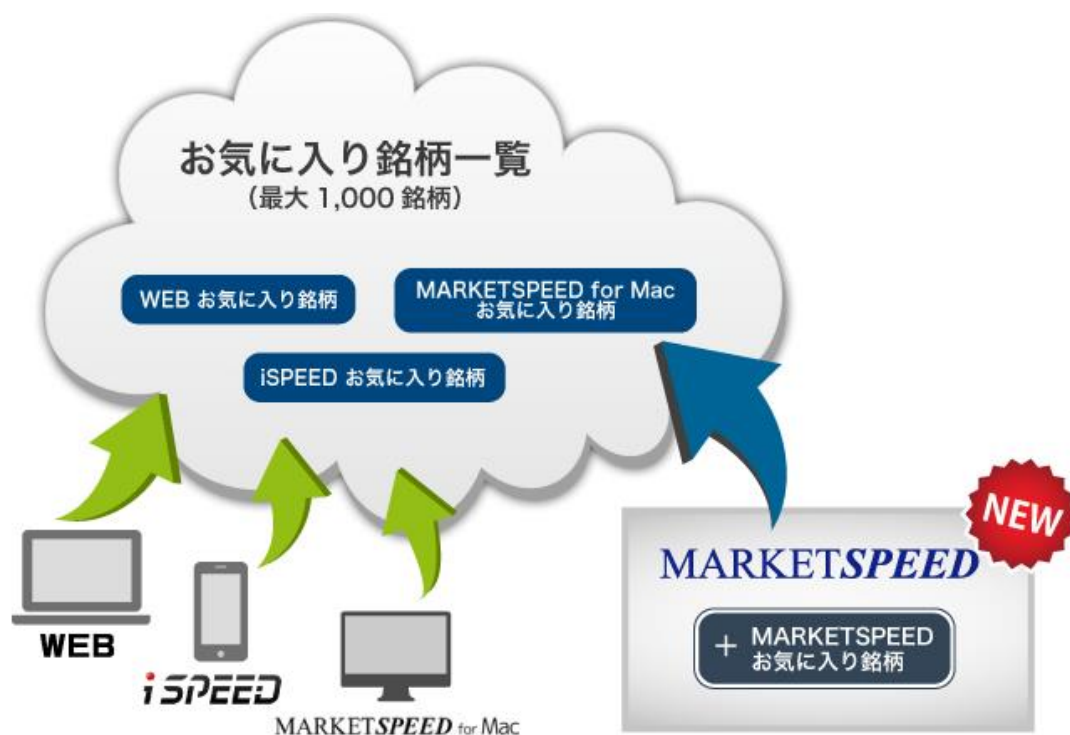 お気に入り銘柄一覧
（最大 1,000 銘柄）
WEB お気に入り銘柄
MARKETSPEED for Mac
お気に入り銘柄
iSPEED お気に入り銘柄
NEW
MARKETSPEED
＋ MARKETSPEED
お気に入り銘柄
WEB
iSPEED
MARKETSPEED for Mac